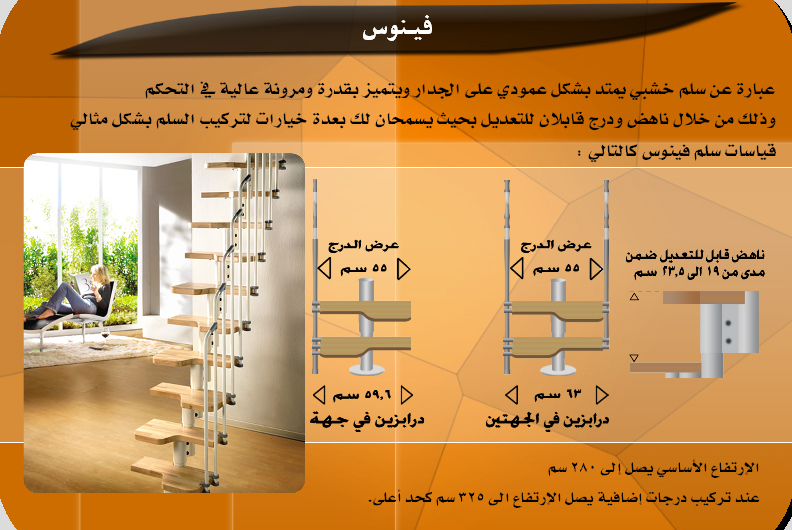 فينوس
عبارة عن سلم خشبي يمتد بشكل عمودي على الجدار ويتميز بقدرة ومرونة عالية في التحكم
وذلك من خلال ناهض ودرج قابلان للتعديل بحيث يسمحان لك بعدة خيارات لتركيب السلم بشكل مثالي
قياسات سلم فينوس كالتالي :
ناهض قابل للتعديل ضمن
مدى من ١٩ الى ٢٣,٥ سم
عرض الدرج
٥٥ سم
٦٣ سم
درابزين في الجهتين
عرض الدرج
٥٥ سم
٥٩,٦ سم
درابزين في جهة
الإرتفاع الأساسي يصل إلى ٢٨٠ سم
عند تركيب درجات إضافية يصل الإرتفاع الى ٣٢٥ سم كحد أعلى.